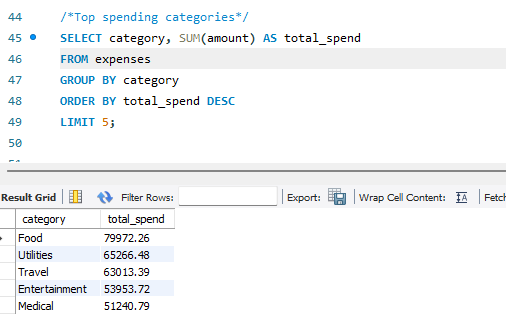 44 /*Top spending categories*/
45 SELECT category, SUM(amount) AS total_spend
46 FROM expenses
47 GROUP BY category
48 ORDER BY total_spend DESC
49 LIMIT 5;
50
Result Grid Filter Rows: Export: Wrap Cell Content: Fetch
category total_spend
Food 79972.26
Utilities 65266.48
Travel 63013.39
Entertainment 53953.72
Medical 51240.79